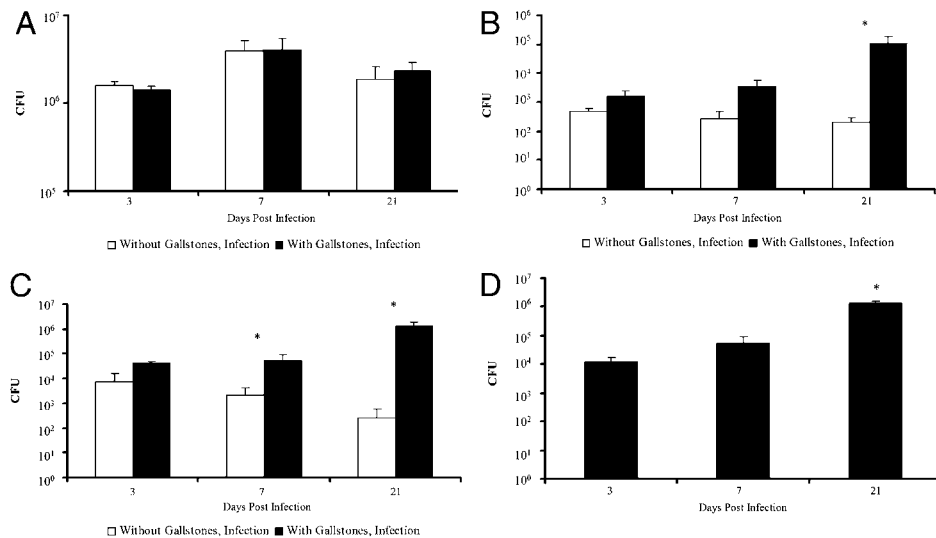 A
10⁷
10⁶
10⁵
CFU
3 7 21
Days Post Infection
Without Gallstones, Infection With Gallstones, Infection
B
*
10⁶
10⁵
10⁴
10³
10²
10¹
10⁰
CFU
3 7 21
Days Post Infection
Without Gallstones, Infection With Gallstones, Infection
C
* *
10⁷
10⁶
10⁵
10⁴
10³
10²
10¹
10⁰
CFU
3 7 21
Days Post Infection
Without Gallstones, Infection With Gallstones, Infection
D
*
10⁷
10⁶
10⁵
10⁴
10³
10²
10¹
10⁰
CFU
3 7 21
Days Post Infection